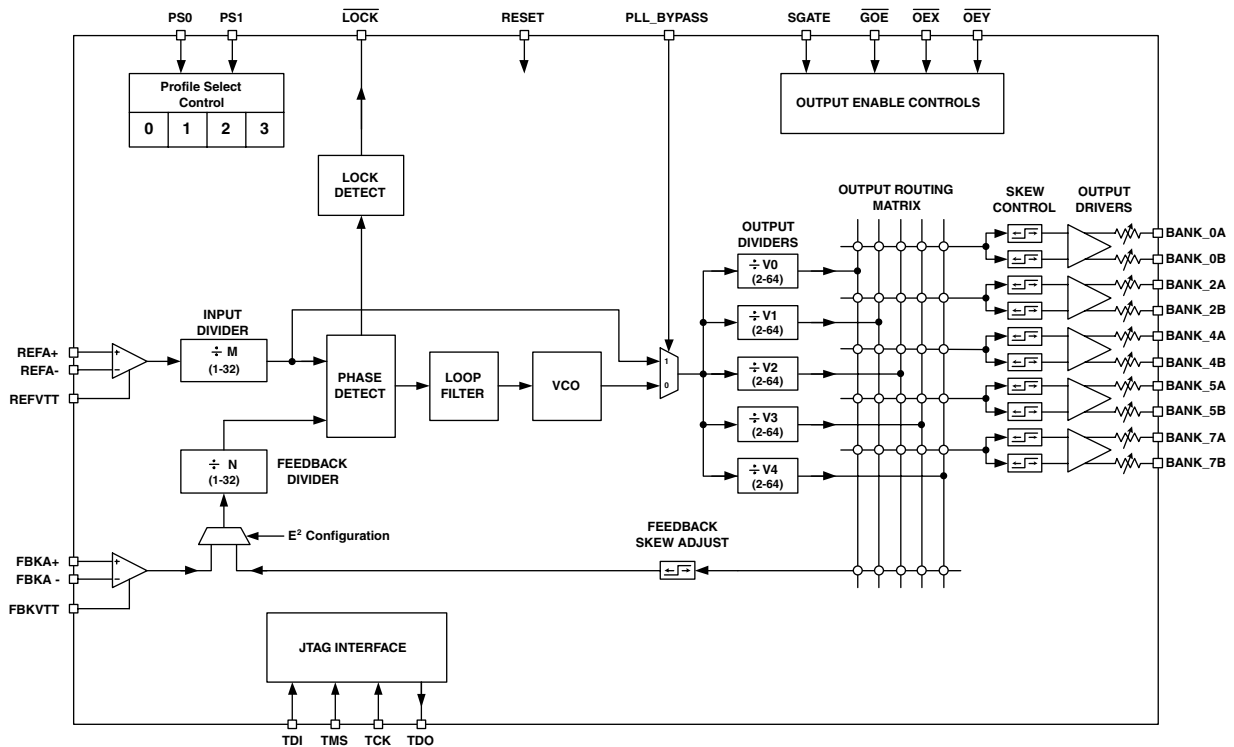 PS0 PS1 LOCK RESET PLL_BYPASS SGATE GOE OEX OEY
Profile Select
Control
0 1 2 3
OUTPUT ENABLE CONTROLS
LOCK
DETECT
OUTPUT ROUTING
MATRIX
SKEW
CONTROL
OUTPUT
DRIVERS
OUTPUT
DIVIDERS
BANK_0A
BANK_0B
BANK_2A
BANK_2B
BANK_4A
BANK_4B
BANK_5A
BANK_5B
BANK_7A
BANK_7B
÷ V0
(2-64)
÷ V1
(2-64)
÷ V2
(2-64)
÷ V3
(2-64)
÷ V4
(2-64)
INPUT
DIVIDER
REFA+
REFA-
REFVTT
+
−
÷ M
(1-32)
PHASE
DETECT
LOOP
FILTER
VCO
1
0
÷ N
(1-32)
FEEDBACK
DIVIDER
E² Configuration
FEEDBACK
SKEW ADJUST
FBKA+
FBKA -
FBKVTT
+
−
JTAG INTERFACE
TDI TMS TCK TDO